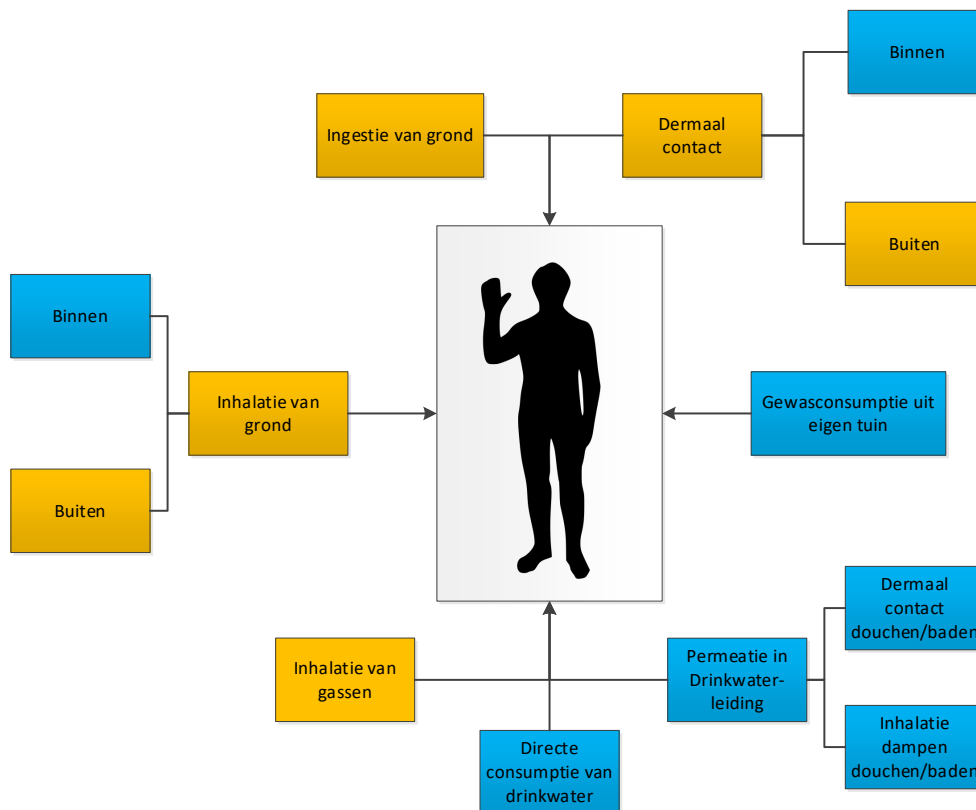 Binnen
Ingestie van grond
Dermaal
contact
Buiten
Binnen
Inhalatie van
grond
Gewasconsumptie uit
eigen tuin
Buiten
Dermaal
contact
douchen/baden
Inhalatie van
gassen
Permeatie in
Drinkwater-
leiding
Directe
consumptie van
drinkwater
Inhalatie
dampen
douchen/baden